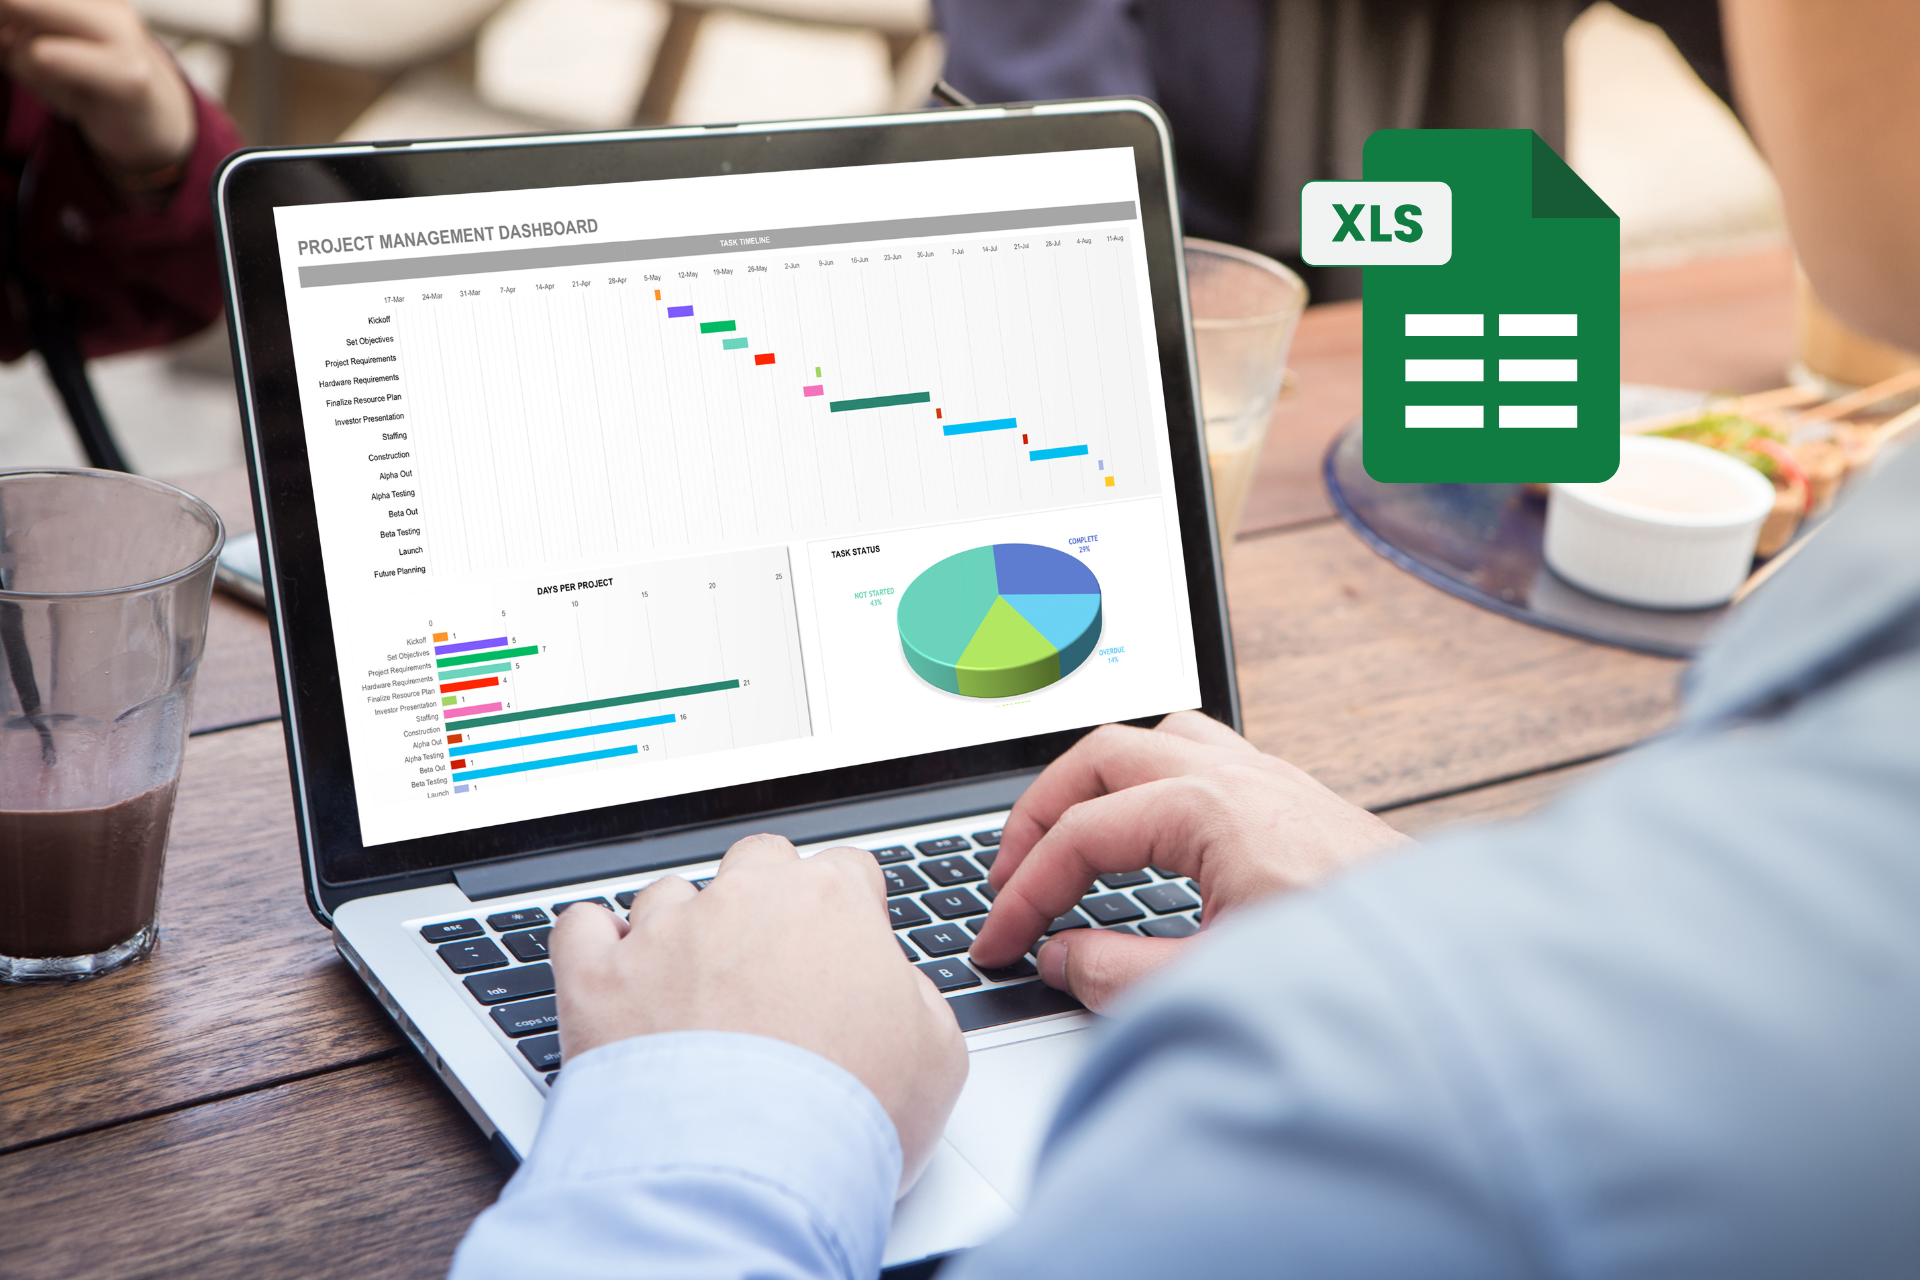 XLS
PROJECT MANAGEMENT DASHBOARD
TASK TIMELINE
17-Mar 24-Mar 31-Mar 7-Apr 14-Apr 21-Apr 28-Apr 5-May 12-May 19-May 26-May 2-Jun 9-Jun 16-Jun 23-Jun 30-Jun 7-Jul 14-Jul 21-Jul 28-Jul 4-Aug 11-Aug
Kickoff
Set Objectives
Project Requirements
Hardware Requirements
Finalize Resource Plan
Investor Presentation
Staffing
Construction
Alpha Out
Alpha Testing
Beta Out
Beta Testing
Launch
Future Planning
DAYS PER PROJECT
0 5 10 15 20 25
Kickoff 1
Set Objectives 5
Project Requirements 7
Hardware Requirements 5
Finalize Resource Plan 4
Investor Presentation 1
Staffing 4
Construction 21
Alpha Out 1
Alpha Testing 16
Beta Out 1
Beta Testing 13
Launch 1
TASK STATUS
COMPLETE
29%
NOT STARTED
43%
OVERDUE
14%
esc
~
!
1
tab
caps
&
7
8
Y U
H
L
B